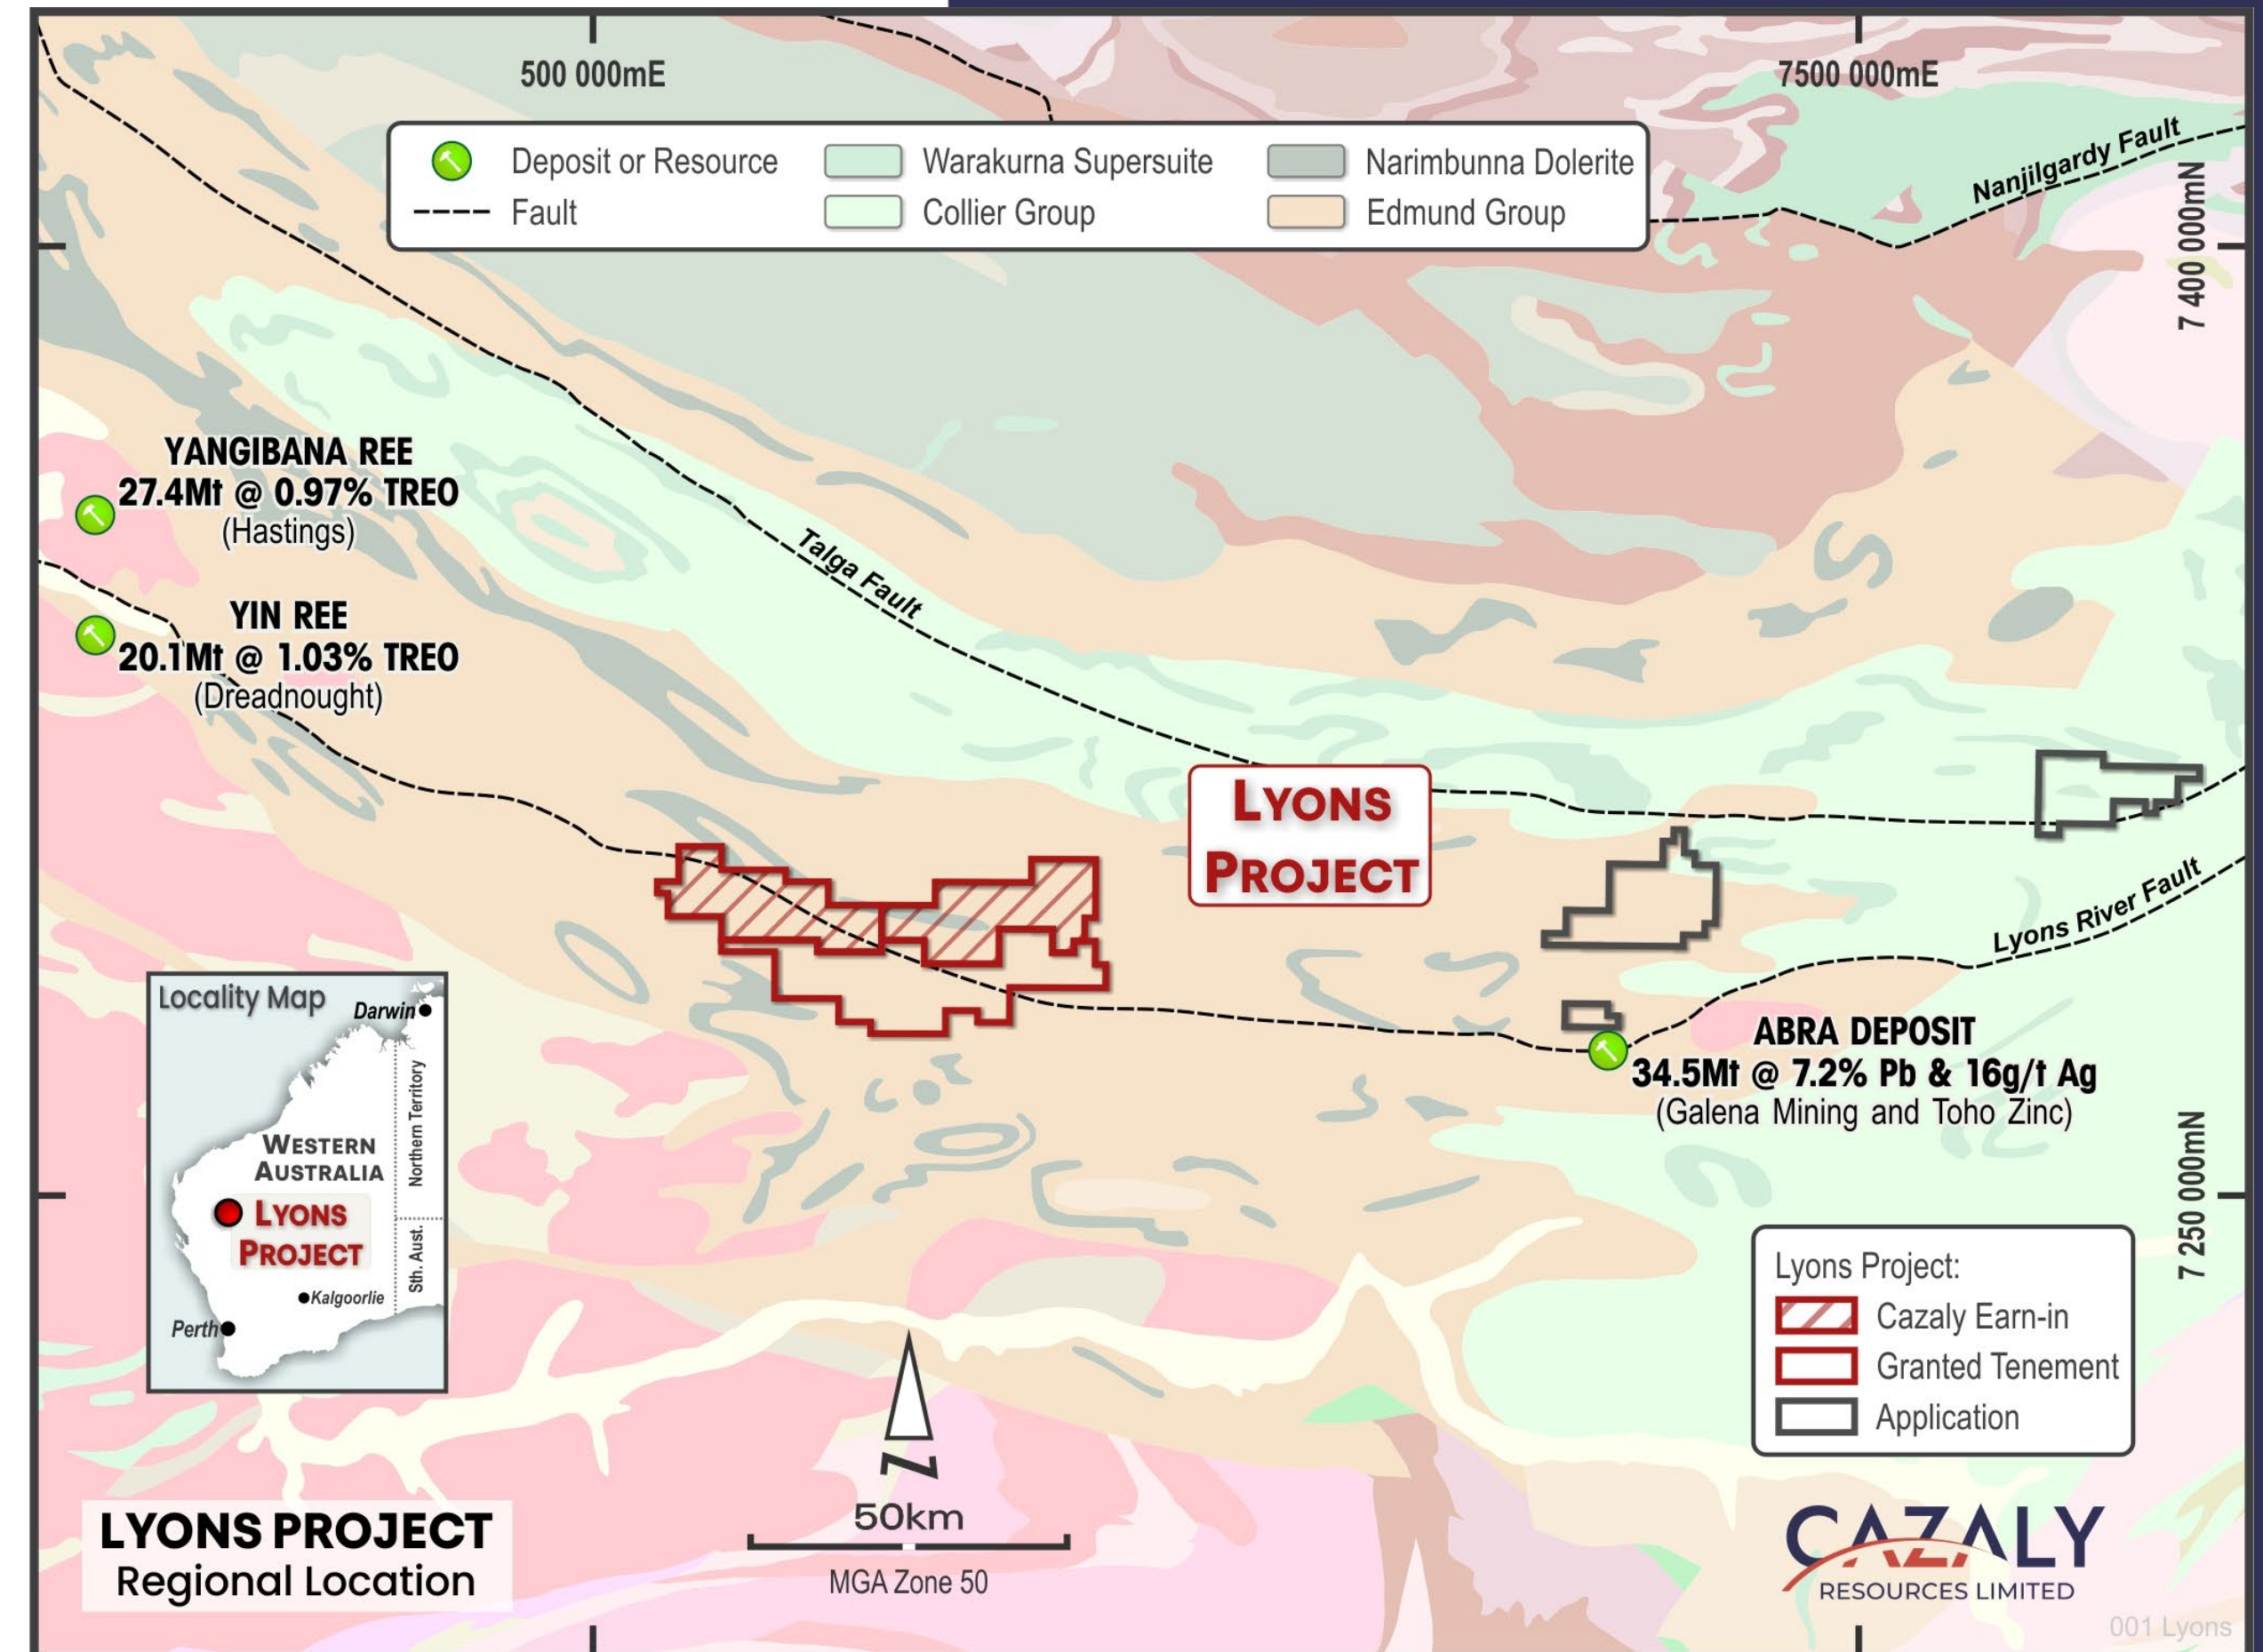 500 000mE
7500 000mE
Deposit or Resource
Fault
Warakurna Supersuite
Collier Group
Narimbunna Dolerite
Edmund Group
Nanjilgardy Fault
7 400 000mN
YANGIBANA REE
27.4Mt @ 0.97% TREO
(Hastings)
YIN REE
20.1Mt @ 1.03% TREO
(Dreadnought)
Talga Fault
LYONS
PROJECT
Lyons River Fault
ABRA DEPOSIT
34.5Mt @ 7.2% Pb & 16g/t Ag
(Galena Mining and Toho Zinc)
7 250 000mN
Locality Map
Darwin
Northern Territory
WESTERN
AUSTRALIA
LYONS
PROJECT
Sth. Aust.
Kalgoorlie
Perth
Lyons Project:
Cazaly Earn-in
Granted Tenement
Application
N
50km
MGA Zone 50
LYONS PROJECT
Regional Location
CAZALY
RESOURCES LIMITED
001 Lyons